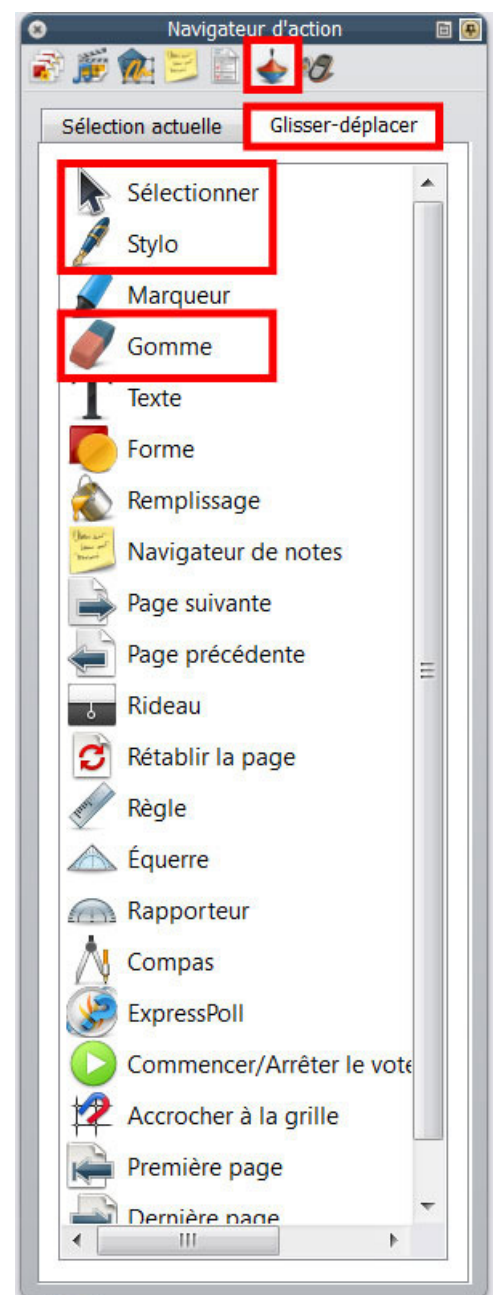 Navigateur d'action
Sélection actuelle Glisser-déplacer
Sélectionner
Stylo
Marqueur
Gomme
Texte
Forme
Remplissage
Navigateur de notes
Page suivante
Page précédente
Rideau
Rétablir la page
Règle
Équerre
Rapporteur
Compas
ExpressPoll
Commencer/Arrêter le vote
Accrocher à la grille
Première page
Dernière page